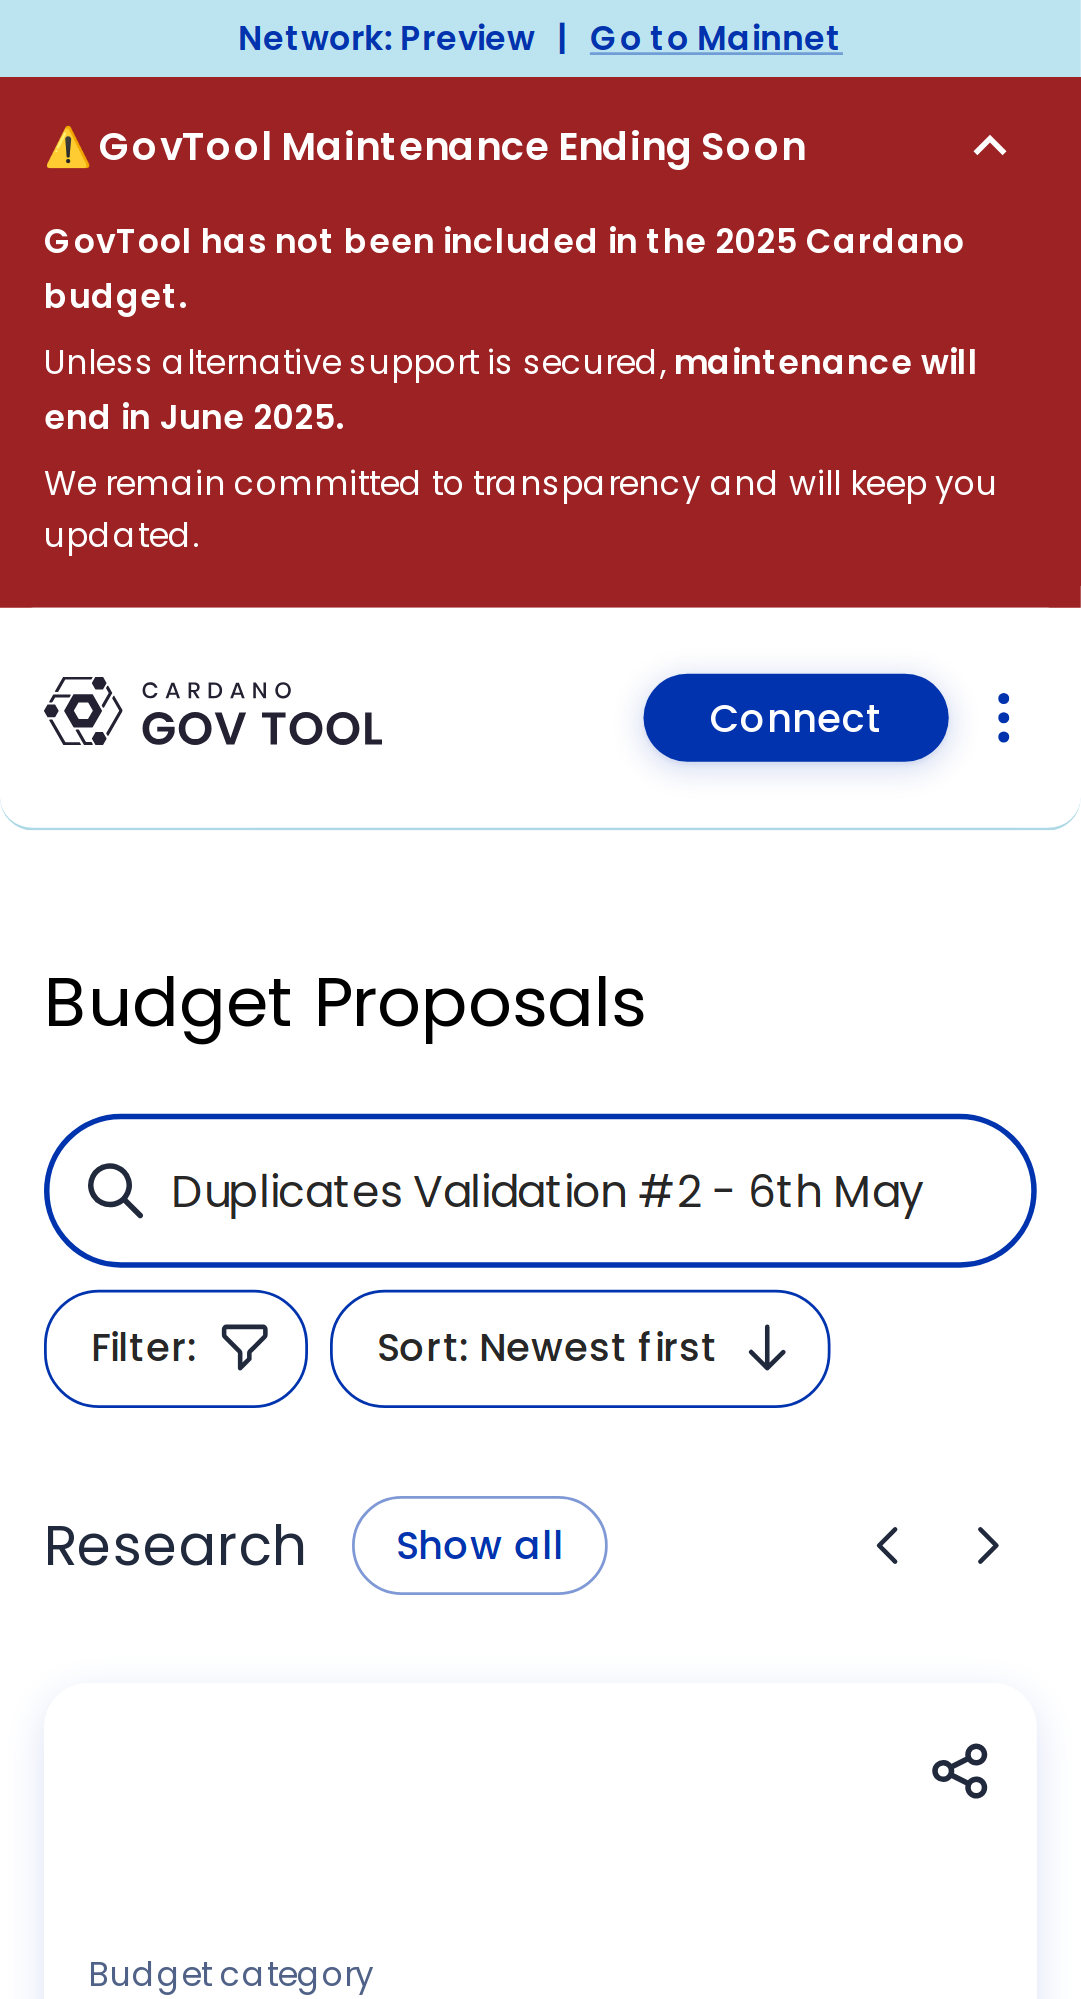 Network: Preview | Go to Mainnet
⚠️ GovTool Maintenance Ending Soon
GovTool has not been included in the 2025 Cardano
budget.
Unless alternative support is secured, maintenance will
end in June 2025.
We remain committed to transparency and will keep you
updated.
CARDANO
GOV TOOL
Connect
Budget Proposals
Duplicates Validation #2 - 6th May
Filter:
Sort: Newest first
Research
Show all
Budget category